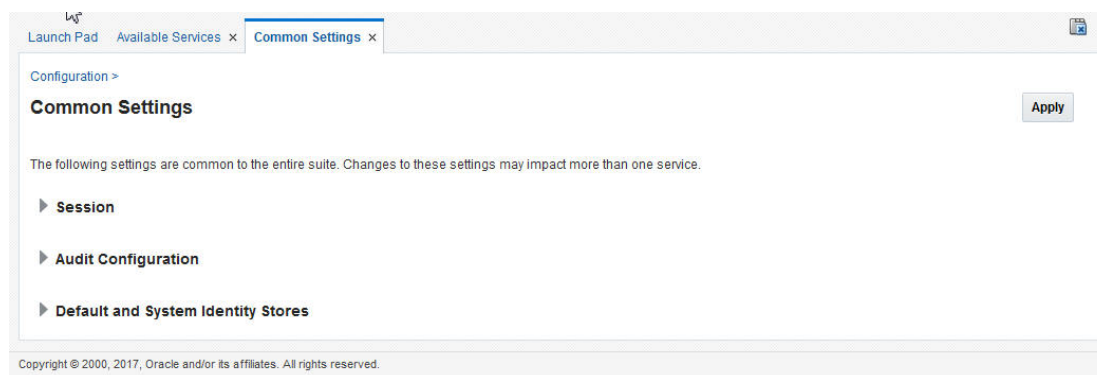 Launch Pad Available Services × Common Settings ×
Configuration >
Common Settings
Apply
The following settings are common to the entire suite. Changes to these settings may impact more than one service.
Session
Audit Configuration
Default and System Identity Stores
Copyright © 2000, 2017, Oracle and/or its affiliates. All rights reserved.